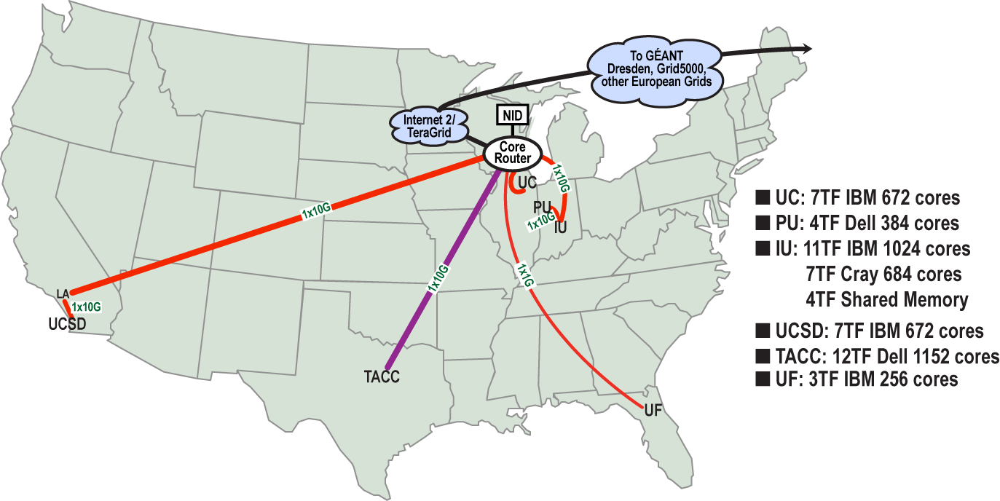 To GÉANT
Dresden, Grid5000,
other European Grids
Internet 2/
TeraGrid
NID
Core
Router
1x10G
UC
PU
1x10G
IU
1x10G
1x10G
1x1G
LA
1x10G
UCSD
TACC
UF
■ UC: 7TF IBM 672 cores
■ PU: 4TF Dell 384 cores
■ IU: 11TF IBM 1024 cores
7TF Cray 684 cores
4TF Shared Memory
■ UCSD: 7TF IBM 672 cores
■ TACC: 12TF Dell 1152 cores
■ UF: 3TF IBM 256 cores